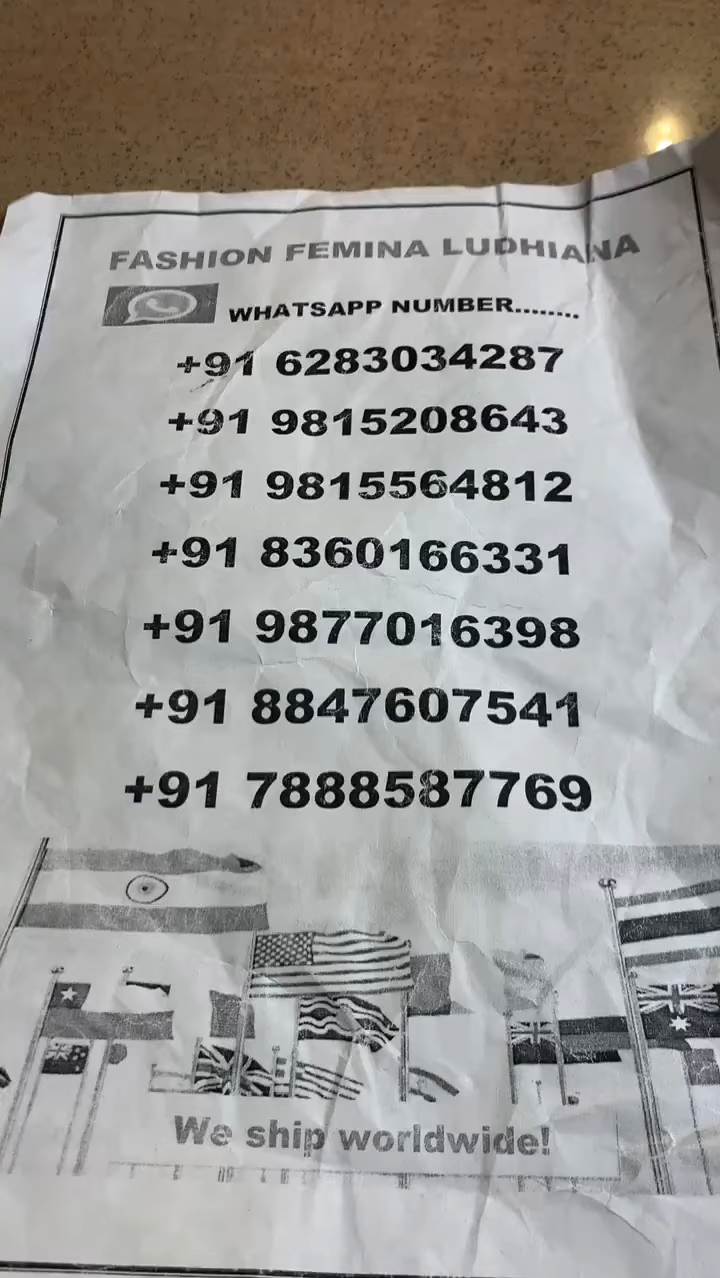 FASHION FEMINA LUDHIANA
WHATSAPP NUMBER........
+91 6283034287
+91 9815208643
+91 9815564812
+91 8360166331
+91 9877016398
+91 8847607541
+91 7888587769
We ship worldwide!